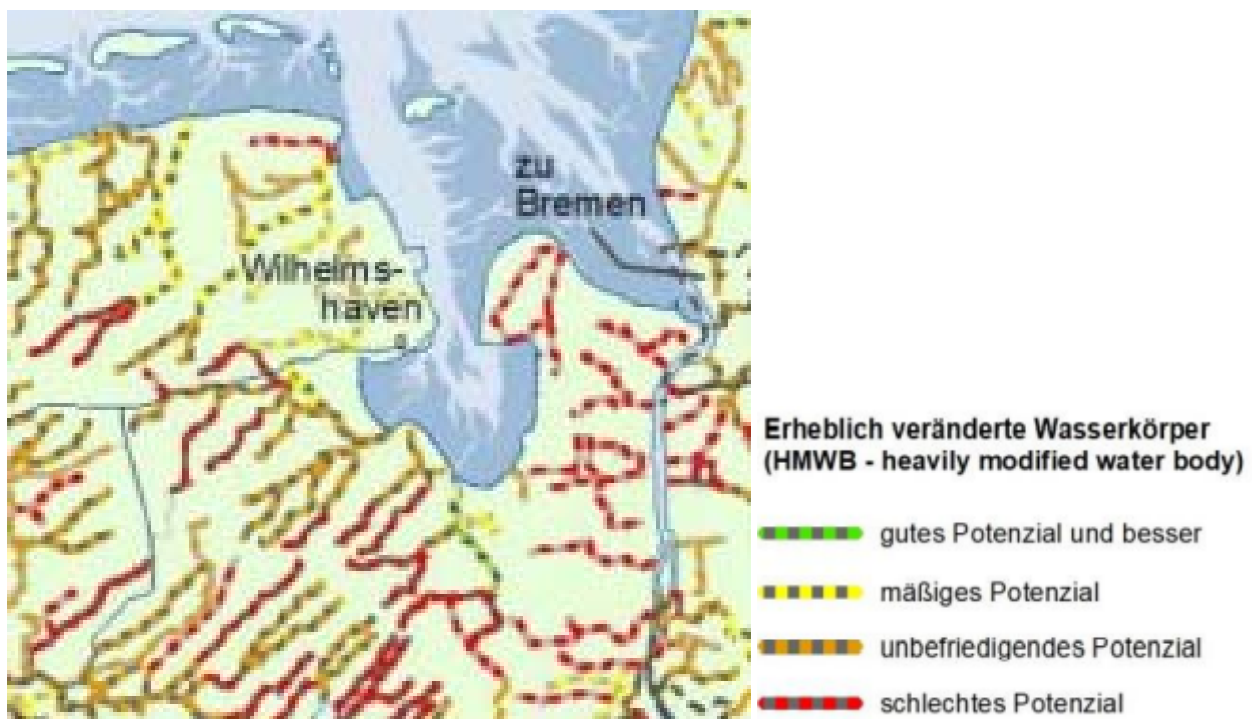 zu
Bremen
Wilhelms-
haven
Erheblich veränderte Wasserkörper
(HMWB - heavily modified water body)
gutes Potenzial und besser
mäßiges Potenzial
unbefriedigendes Potenzial
schlechtes Potenzial